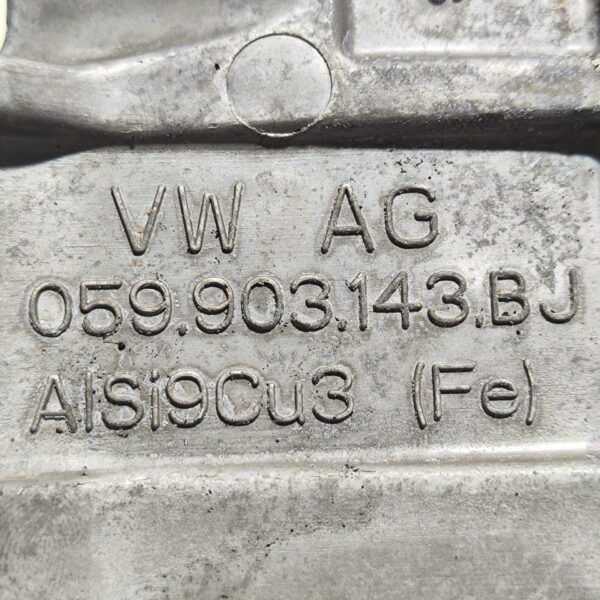 VW AG
059.903.143.BJ
AlSi9Cu3 (Fe)